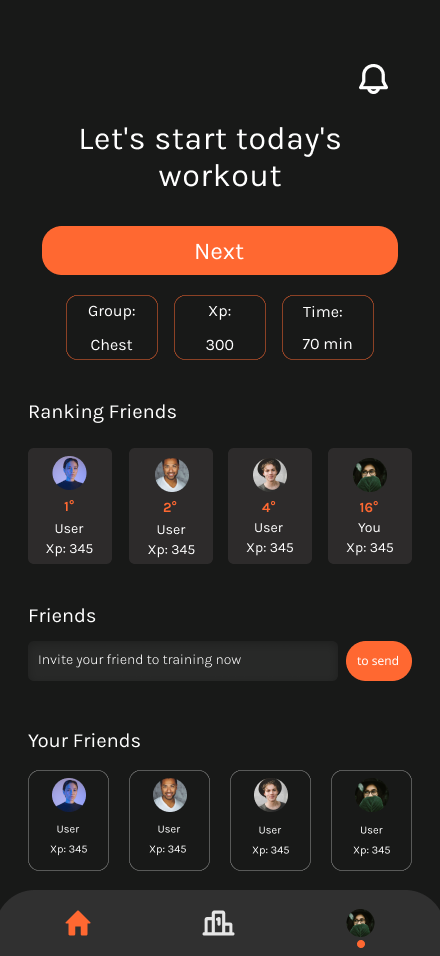 Let's start today's
workout
Next
Group:
Chest
Xp:
300
Time:
70 min
Ranking Friends
1°
User
Xp: 345
2°
User
Xp: 345
4°
User
Xp: 345
16°
You
Xp: 345
Friends
Invite your friend to training now
to send
Your Friends
User
Xp: 345
User
Xp: 345
User
Xp: 345
User
Xp: 345